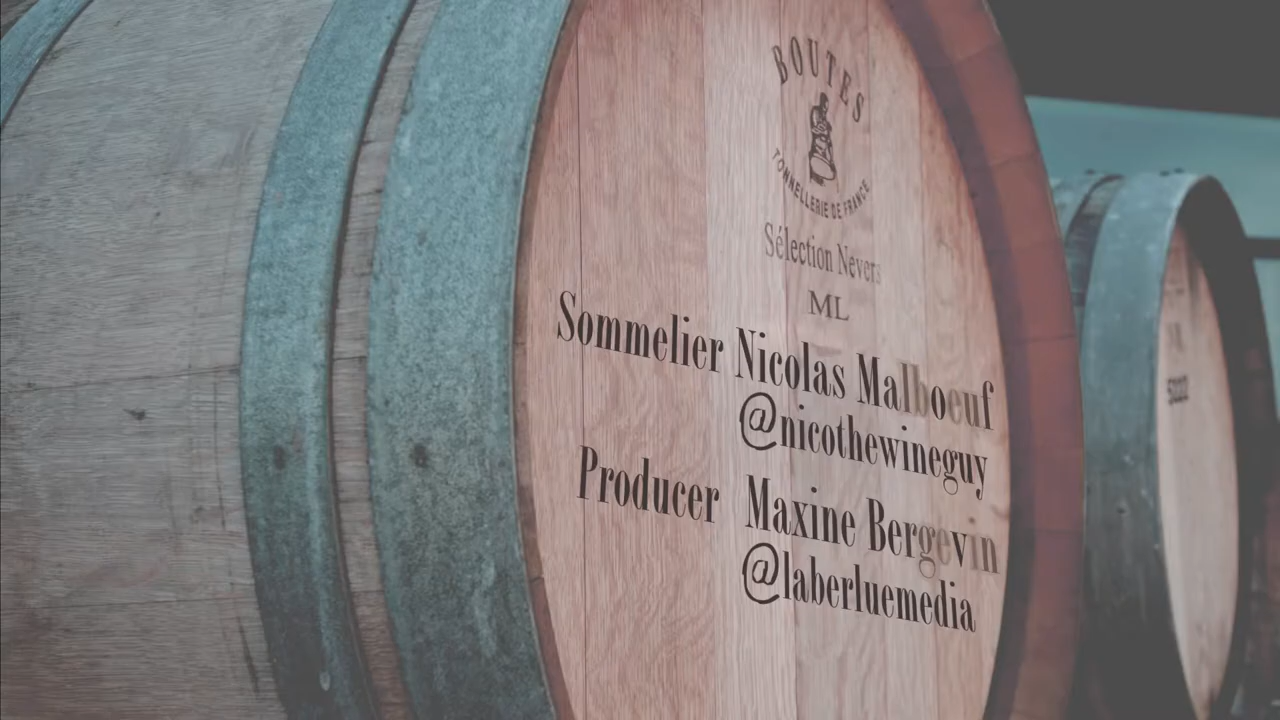 BOUTES
TONNELLERIE DE FRANCE
Sélection Nevers
ML
Sommelier Nicolas Malboeuf
@nicothewineguy
Producer Maxine Bergevin
@laberluemedia